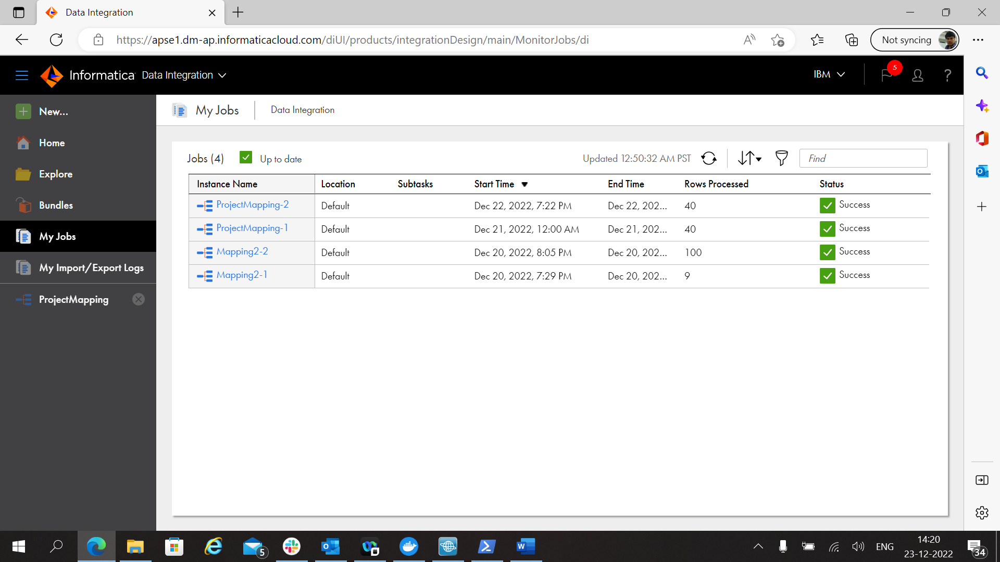 Data Integration
https://apse1.dm-ap.informaticacloud.com/diUI/products/integrationDesign/main/MonitorJobs/di
Not syncing
Informatica Data Integration
IBM
5
?
New...
Home
Explore
Bundles
My Jobs
My Import/Export Logs
ProjectMapping
My Jobs Data Integration
Jobs (4) Up to date Updated 12:50:32 AM PST Find
Instance Name Location Subtasks Start Time End Time Rows Processed Status
ProjectMapping-2 Default Dec 22, 2022, 7:22 PM Dec 22, 202... 40 Success
ProjectMapping-1 Default Dec 21, 2022, 12:00 AM Dec 21, 202... 40 Success
Mapping2-2 Default Dec 20, 2022, 8:05 PM Dec 20, 202... 100 Success
Mapping2-1 Default Dec 20, 2022, 7:29 PM Dec 20, 202... 9 Success
5
ENG
14:20
23-12-2022
34